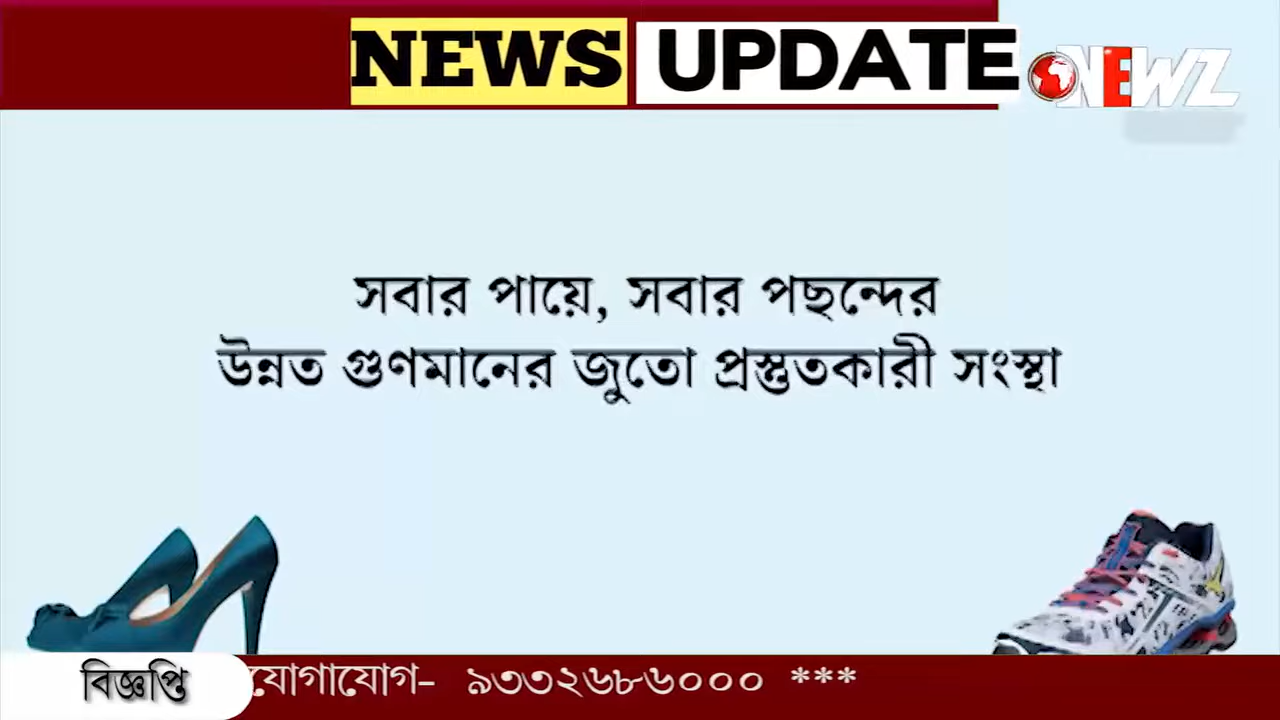 NEWS UPDATE
NEWZ
সবার পায়ে, সবার পছন্দের
উন্নত গুণমানের জুতো প্রস্তুতকারী সংস্থা
বিজ্ঞপ্তি
যোগাযোগ- ৯৩৩২৬৮৬০০০ ***